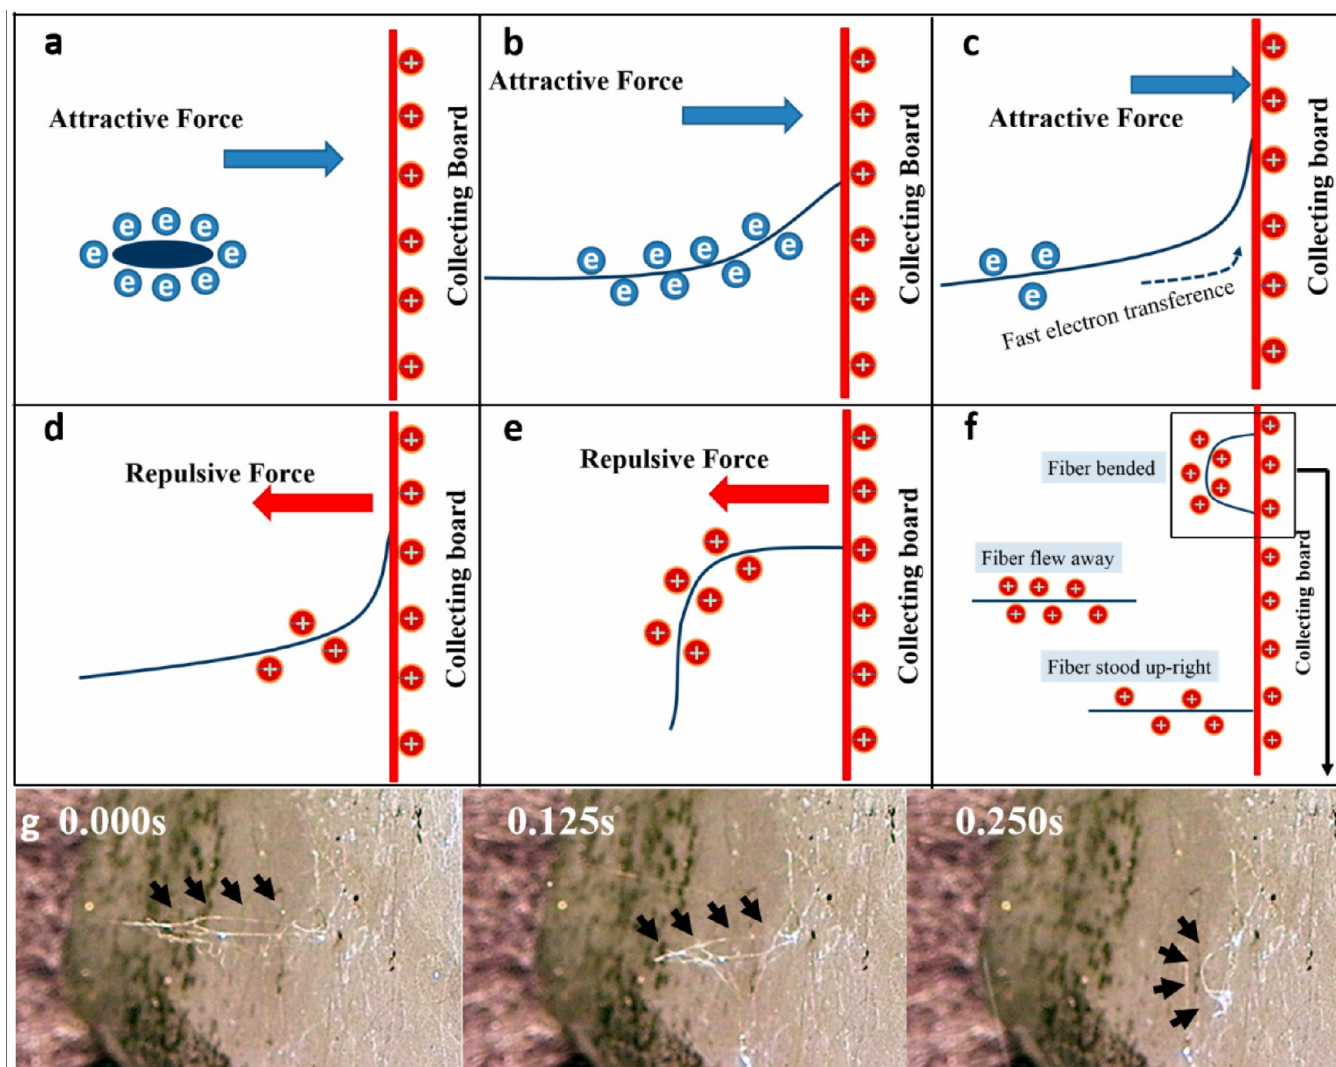 a
Attractive Force
e e e e e e e e
+ + + + + +
Collecting Board
b
Attractive Force
e e e e e e e e
+ + + + + +
Collecting Board
c
Attractive Force
e e e
Fast electron transference
+ + + + + +
Collecting board
d
Repulsive Force
+ + +
+ + + + + +
Collecting board
e
Repulsive Force
+ + + + + + +
+ + + + + +
Collecting board
f
Fiber bended
+ + + + + +
Fiber flew away
+ + + + + +
Fiber stood up-right
+ + + +
+ + + + + + + +
Collecting board
g 0.000s
0.125s
0.250s